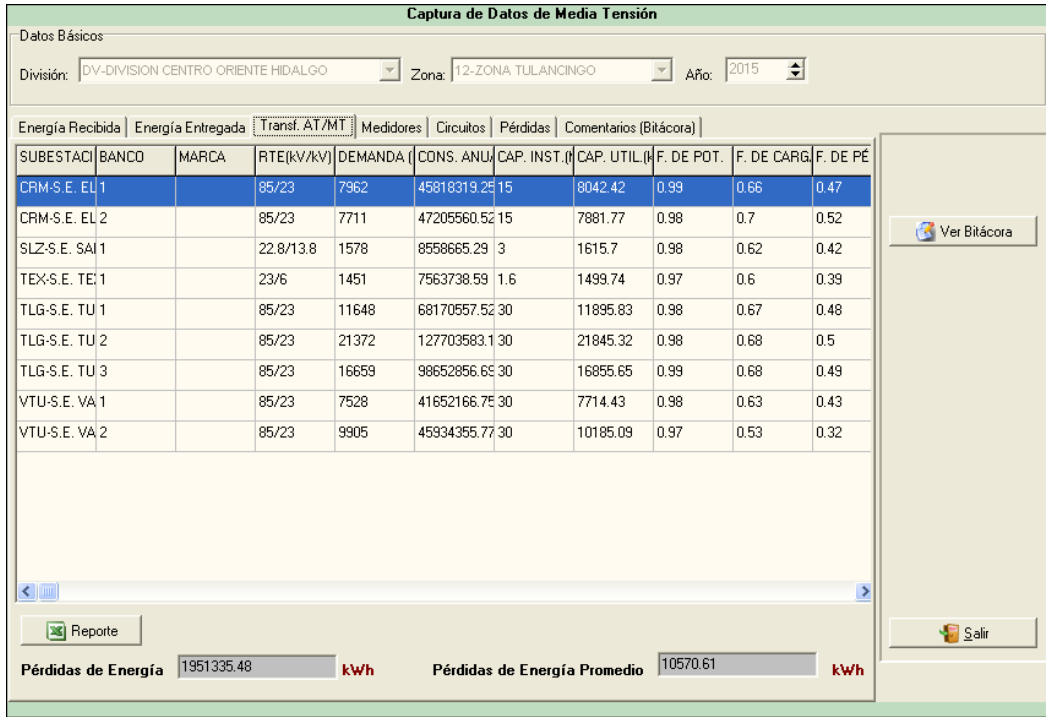 Captura de Datos de Media Tensión
Datos Básicos
División: DV-DIVISION CENTRO ORIENTE HIDALGO Zona: 12-ZONA TULANCINGO Año: 2015
Energía Recibida Energía Entregada Transf. AT/MT Medidores Circuitos Pérdidas Comentarios (Bitácora)
SUBESTACI BANCO MARCA RTE(kV/kV) DEMANDA ( CONS. ANU CAP. INST.( CAP. UTIL.( F. DE POT. F. DE CARG. F. DE PÉ
CRM-S.E. EL 1 85/23 7962 45818319.25 15 8042.42 0.99 0.66 0.47
CRM-S.E. EL 2 85/23 7711 47205560.52 15 7881.77 0.98 0.7 0.52
Ver Bitácora
SLZ-S.E. SAI 1 22.8/13.8 1578 8558665.29 3 1615.7 0.98 0.62 0.42
TEX-S.E. TE 1 23/6 1451 7563738.59 1.6 1499.74 0.97 0.6 0.39
TLG-S.E. TU 1 85/23 11648 68170557.52 30 11895.83 0.98 0.67 0.48
TLG-S.E. TU 2 85/23 21372 127703583.1 30 21845.32 0.98 0.68 0.5
TLG-S.E. TU 3 85/23 16659 98652856.69 30 16855.65 0.99 0.68 0.49
VTU-S.E. VA 1 85/23 7528 41652166.75 30 7714.43 0.98 0.63 0.43
VTU-S.E. VA 2 85/23 9905 45934355.77 30 10185.09 0.97 0.53 0.32
Reporte
Salir
Pérdidas de Energía 1951335.48 kWh Pérdidas de Energía Promedio 10570.61 kWh